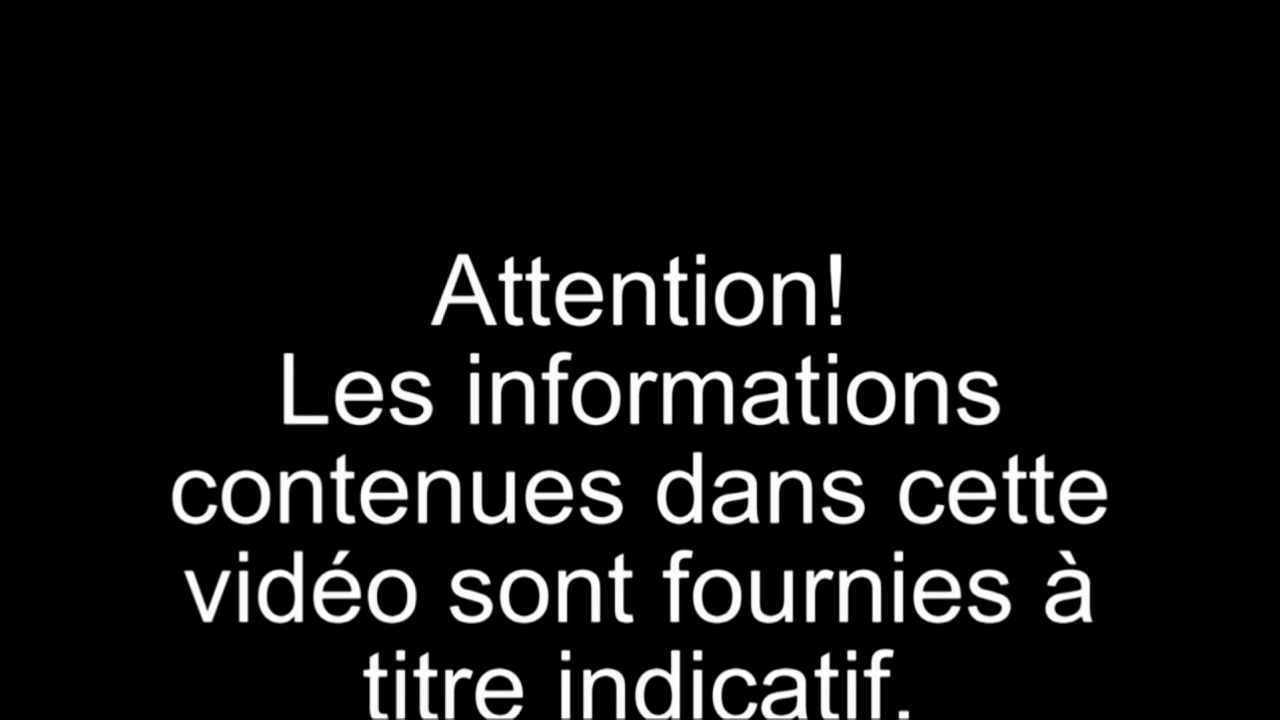 Attention!
Les informations
contenues dans cette
vidéo sont fournies à
titre indicatif.